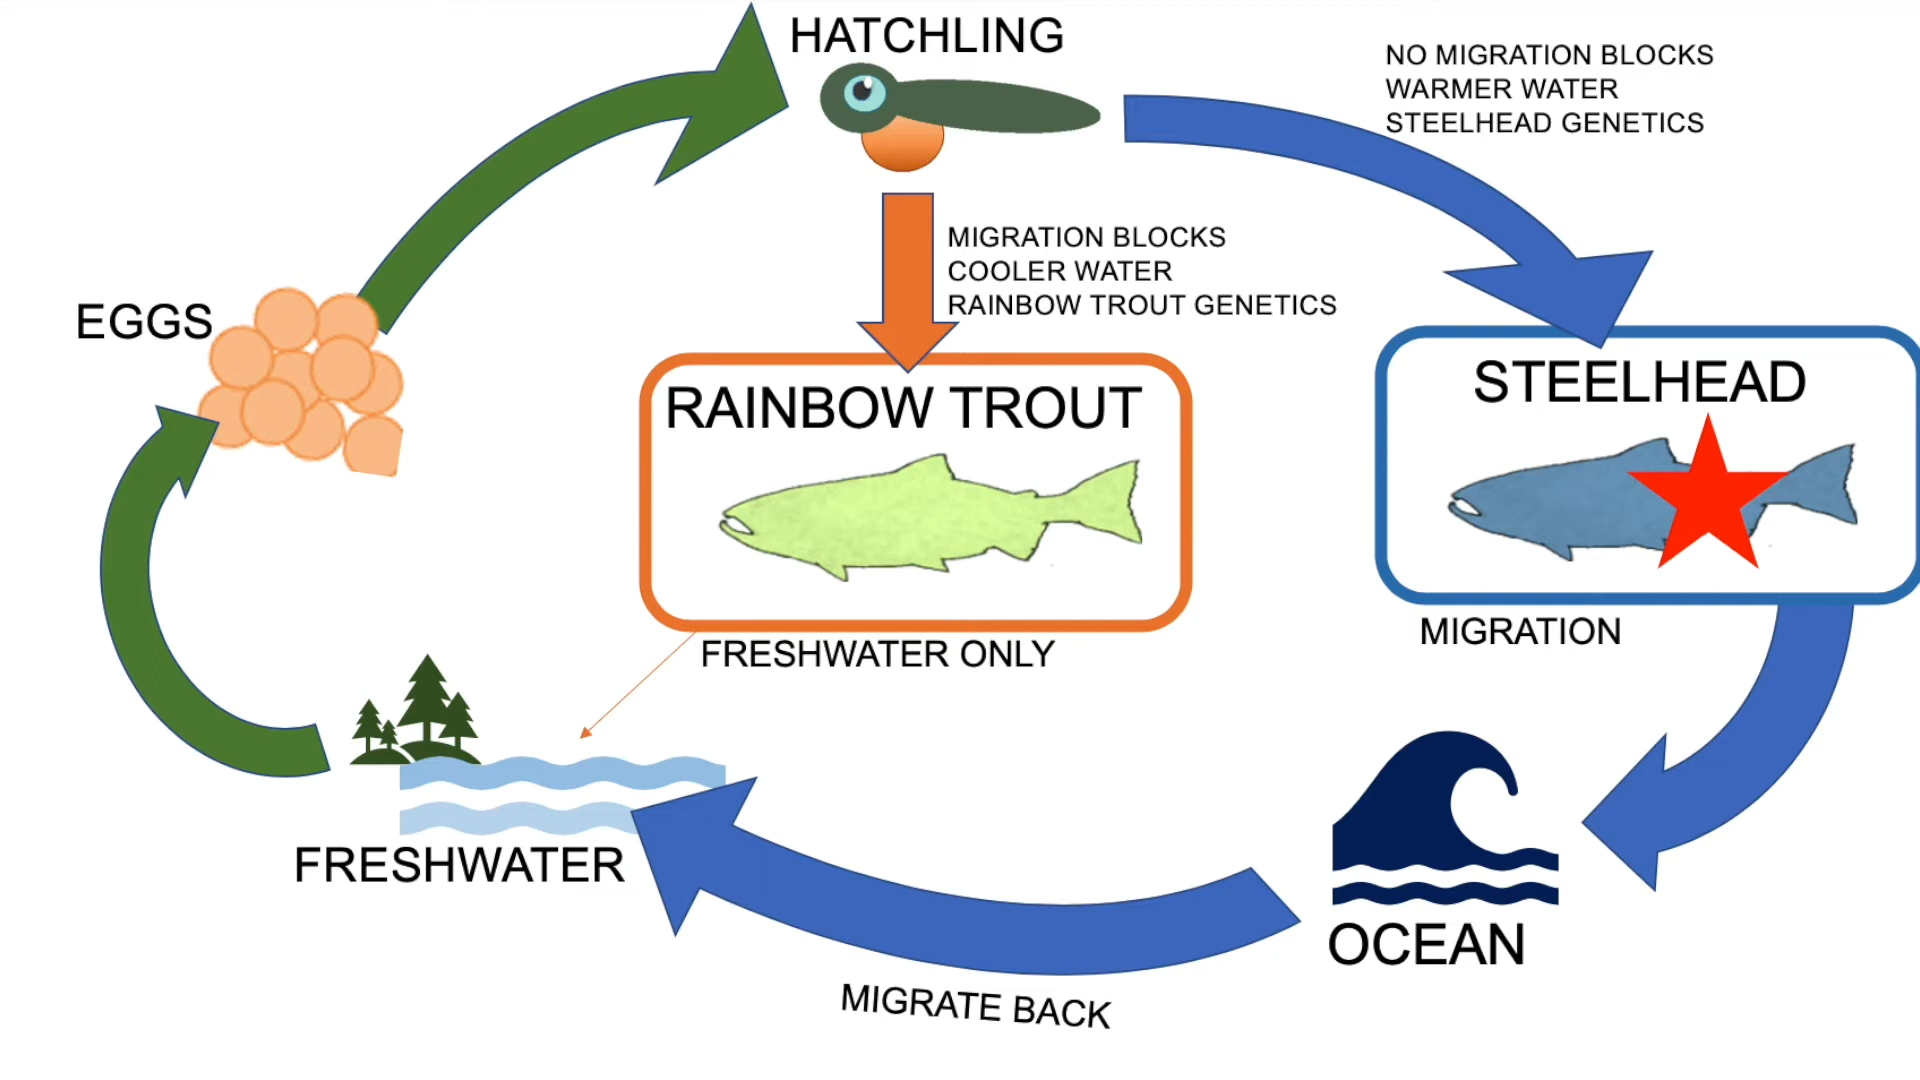 HATCHLING
NO MIGRATION BLOCKS
WARMER WATER
STEELHEAD GENETICS
MIGRATION BLOCKS
COOLER WATER
RAINBOW TROUT GENETICS
EGGS
RAINBOW TROUT
STEELHEAD
FRESHWATER ONLY
MIGRATION
FRESHWATER
OCEAN
MIGRATE BACK